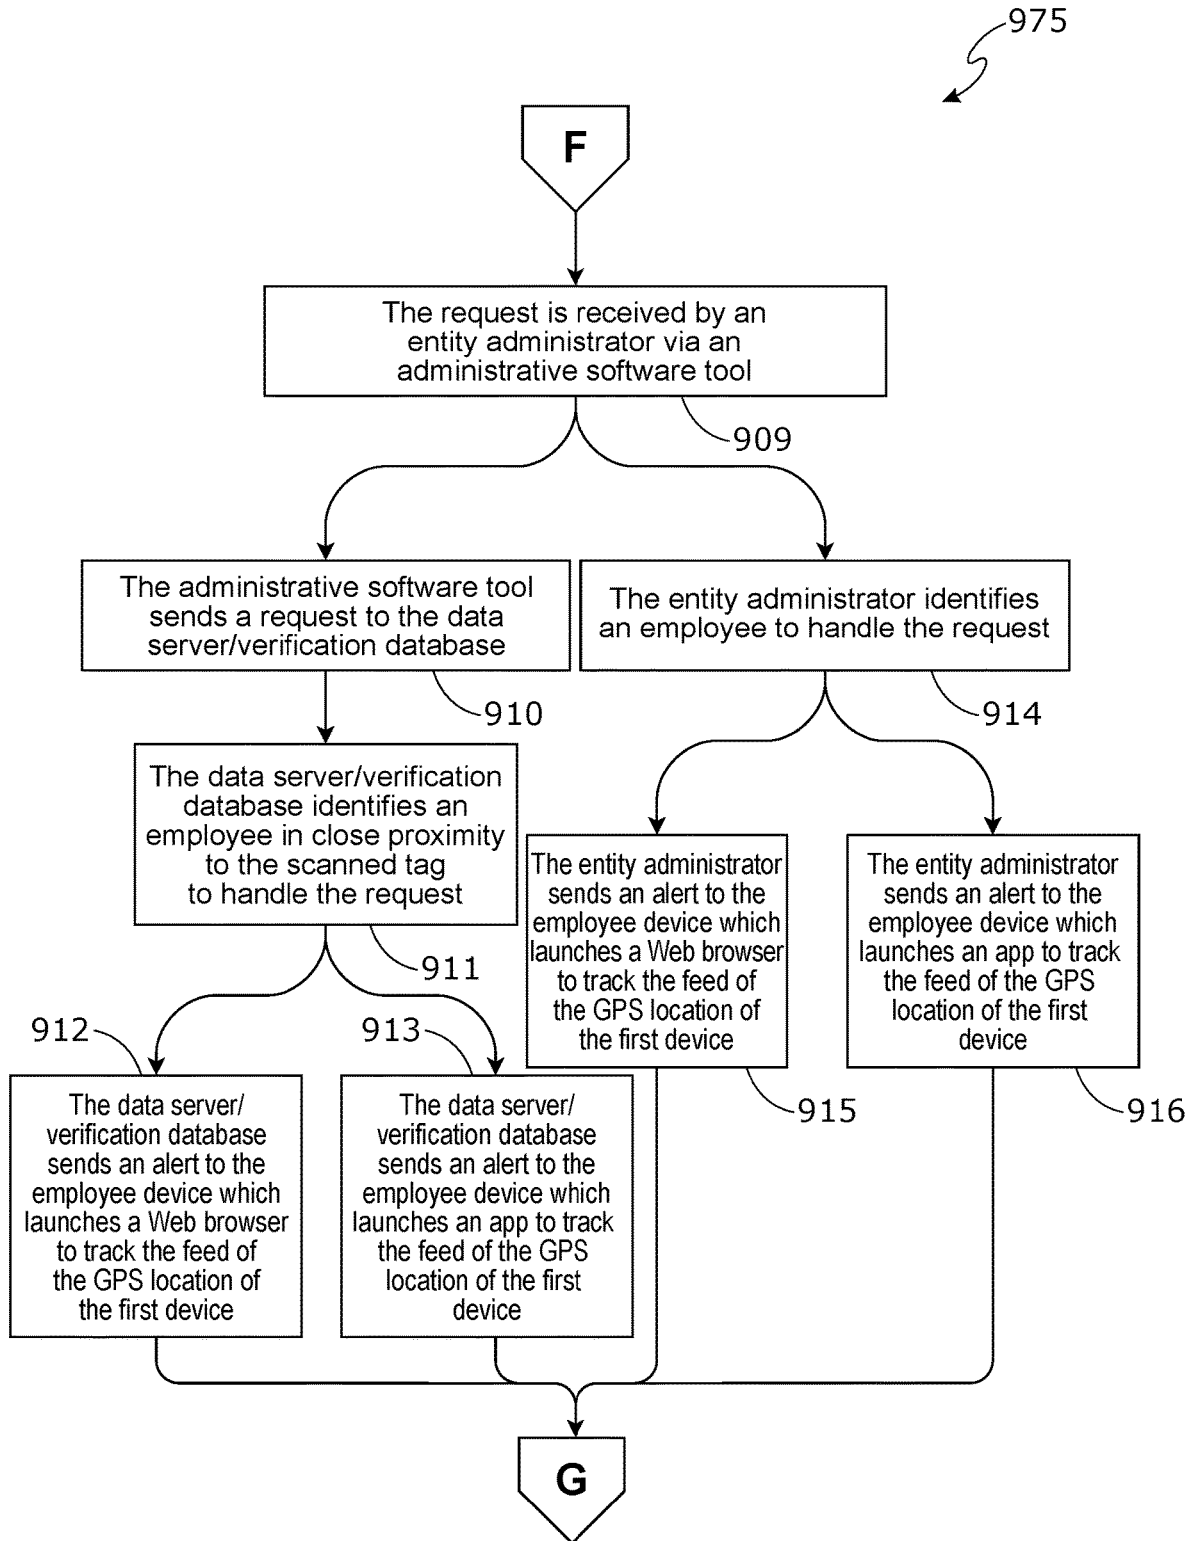 975
F
The request is received by an
entity administrator via an
administrative software tool
909
The administrative software tool
sends a request to the data
server/verification database
910
The entity administrator identifies
an employee to handle the request
914
The data server/verification
database identifies an
employee in close proximity
to the scanned tag
to handle the request
911
The entity administrator
sends an alert to the
employee device which
launches a Web browser
to track the feed of
the GPS location of
the first device
915
The entity administrator
sends an alert to the
employee device which
launches an app to track
the feed of the GPS
location of the first
device
916
912
The data server/
verification database
sends an alert to the
employee device which
launches a Web browser
to track the feed of
the GPS location of
the first device
913
The data server/
verification database
sends an alert to the
employee device which
launches an app to track
the feed of the GPS
location of the first
device
G